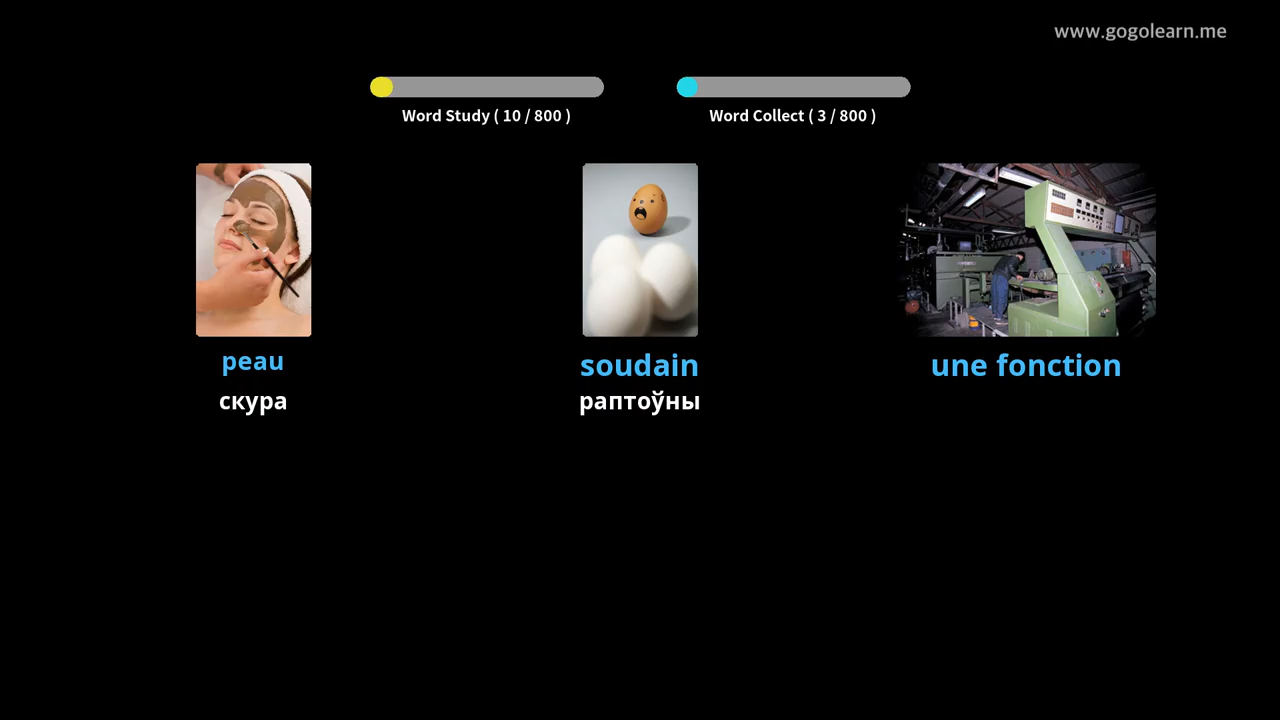 www.gogolearn.me
Word Study ( 10 / 800 )
Word Collect ( 3 / 800 )
peau
soudain
une fonction
скура
раптоўны